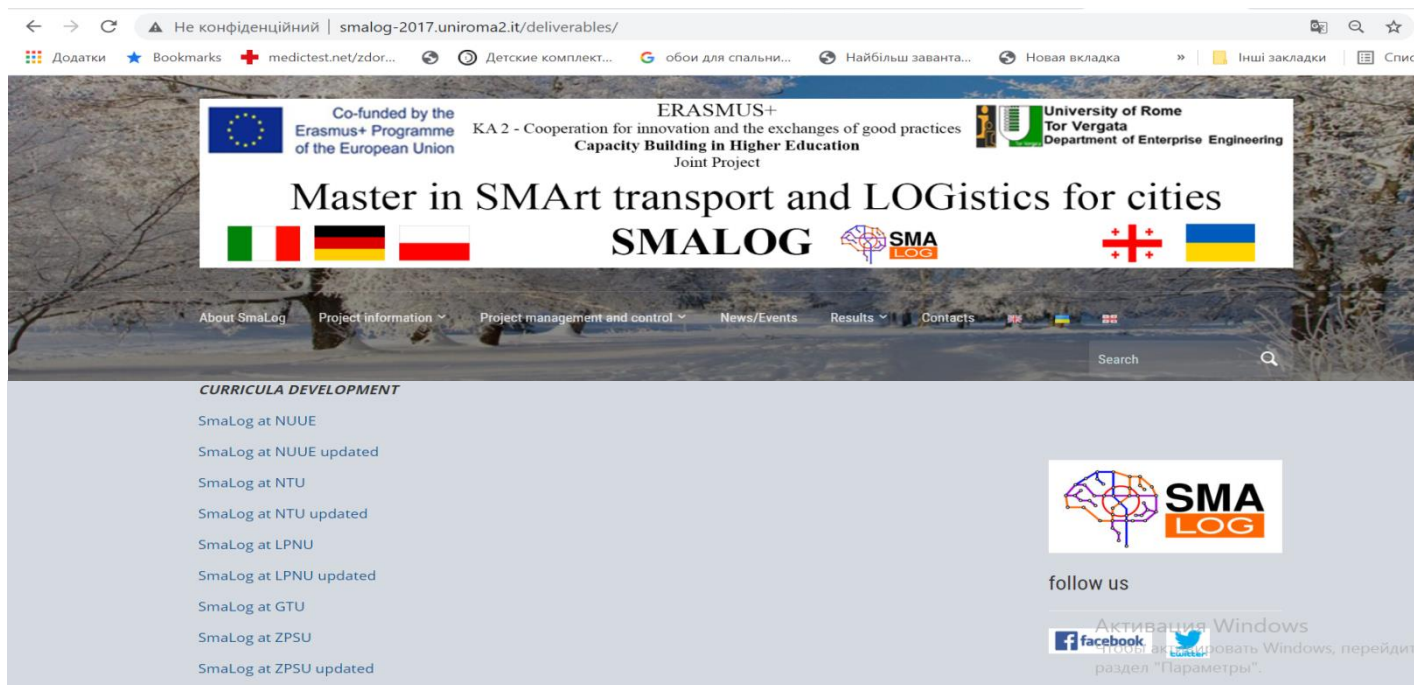 Не конфіденційний | smalog-2017.uniroma2.it/deliverables/
Додатки Bookmarks medictest.net/zdor... Детские комплект... обои для спальни... Найбільш заванта... Новая вкладка » Інші закладки Спис
Co-funded by the
Erasmus+ Programme
of the European Union
ERASMUS+
KA 2 - Cooperation for innovation and the exchanges of good practices
Capacity Building in Higher Education
Joint Project
University of Rome
Tor Vergata
Department of Enterprise Engineering
Master in SMArt transport and LOGistics for cities
SMALOG
SMA
LOG
About SmaLog Project information Project management and control News/Events Results Contacts
Search
CURRICULA DEVELOPMENT
SmaLog at NUUE
SmaLog at NUUE updated
SmaLog at NTU
SmaLog at NTU updated
SmaLog at LPNU
SmaLog at LPNU updated
SmaLog at GTU
SmaLog at ZPSU
SmaLog at ZPSU updated
SMA
LOG
follow us
facebook
twitter
Активация Windows
Чтобы активировать Windows, перейдит
раздел "Параметры".